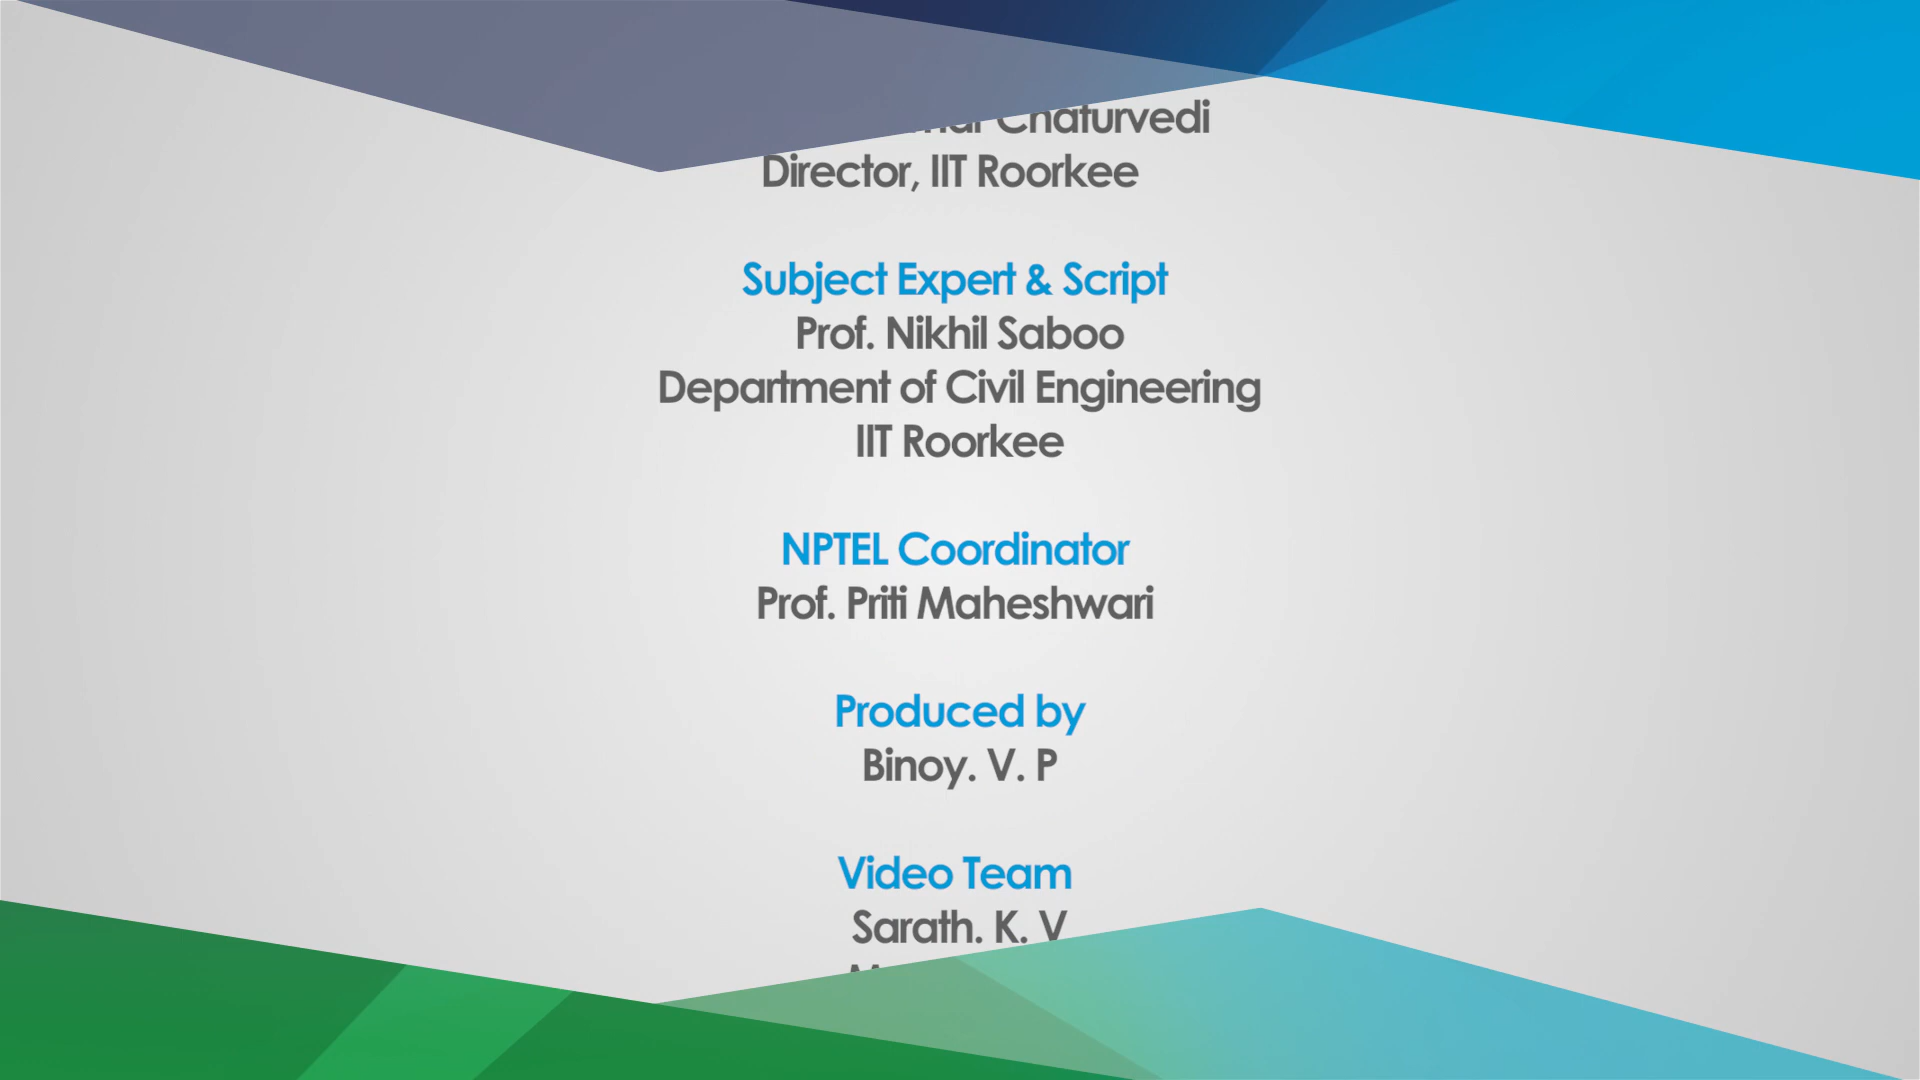 Chaturvedi
Director, IIT Roorkee
Subject Expert & Script
Prof. Nikhil Saboo
Department of Civil Engineering
IIT Roorkee
NPTEL Coordinator
Prof. Priti Maheshwari
Produced by
Binoy. V. P
Video Team
Sarath. K. V